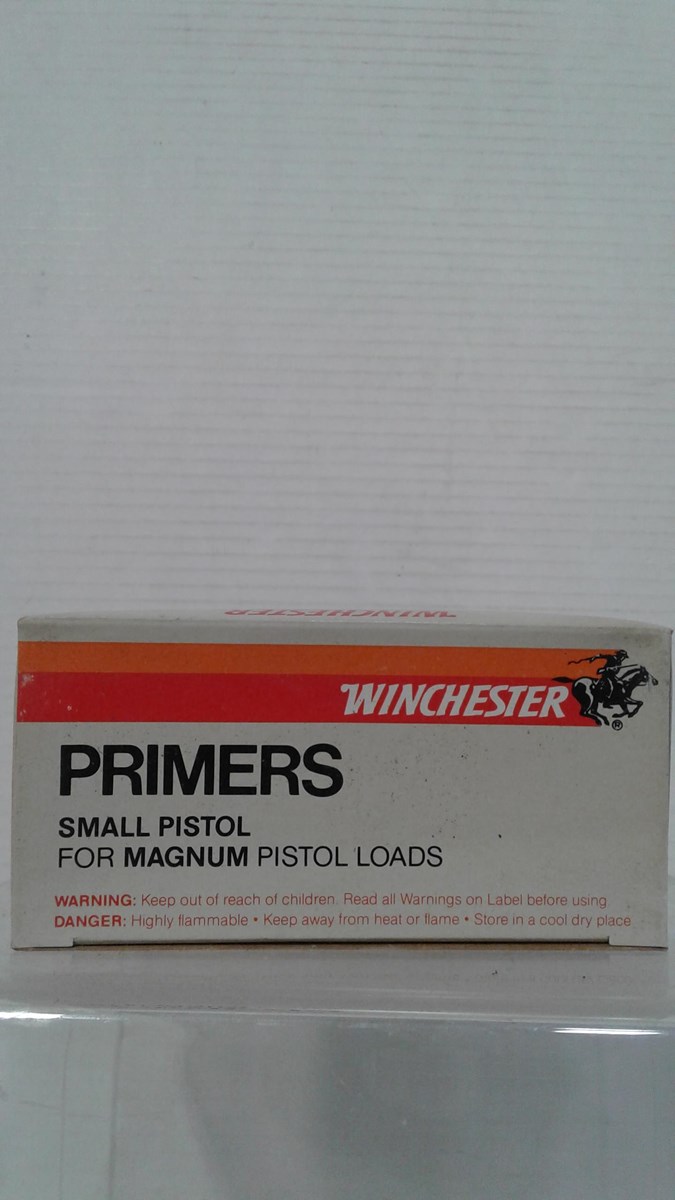 WINCHESTER
WINCHESTER®
PRIMERS
SMALL PISTOL
FOR MAGNUM PISTOL LOADS
WARNING: Keep out of reach of children. Read all Warnings on Label before using
DANGER: Highly flammable • Keep away from heat or flame • Store in a cool dry place